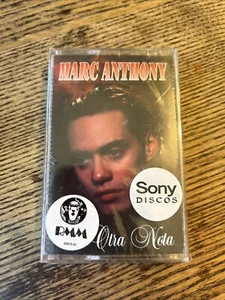 MARC ANTHONY
Sony
DISCOS
RMM
Otra Nota